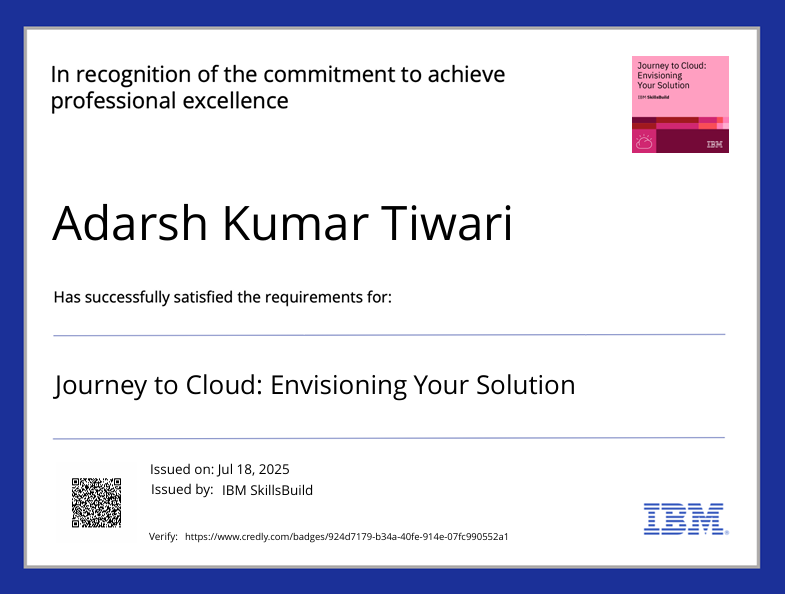 In recognition of the commitment to achieve
professional excellence
Journey to Cloud:
Envisioning
Your Solution
IBM SkillsBuild
IBM
Adarsh Kumar Tiwari
Has successfully satisfied the requirements for:
Journey to Cloud: Envisioning Your Solution
Issued on: Jul 18, 2025
Issued by: IBM SkillsBuild
Verify: https://www.credly.com/badges/924d7179-b34a-40fe-914e-07fc990552a1
IBM®